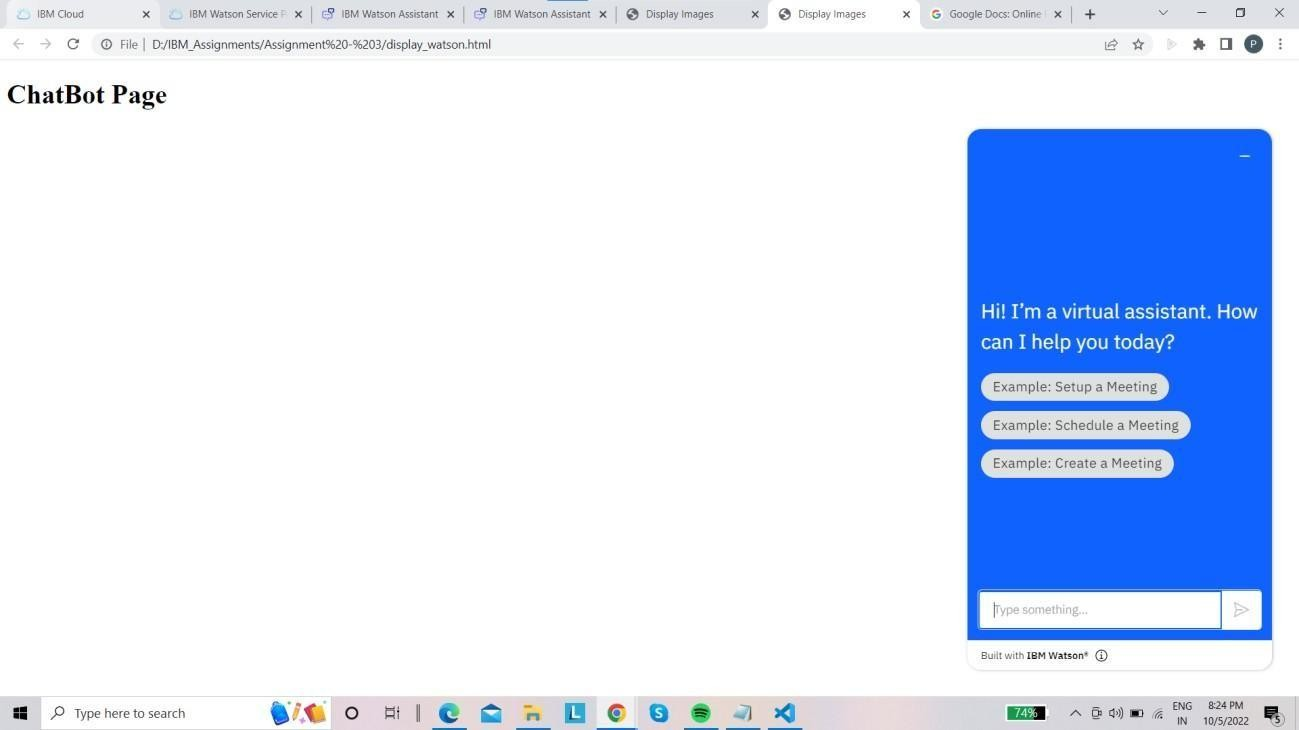 IBM Cloud
IBM Watson Service P
IBM Watson Assistant
IBM Watson Assistant
Display Images
Display Images
Google Docs: Online
File
D:/IBM_Assignments/Assignment%20-%203/display_watson.html
P
ChatBot Page
Hi! I'm a virtual assistant. How
can I help you today?
Example: Setup a Meeting
Example: Schedule a Meeting
Example: Create a Meeting
Type something...
Built with IBM Watson®
Type here to search
74%
ENG
IN
8:24 PM
10/5/2022
5